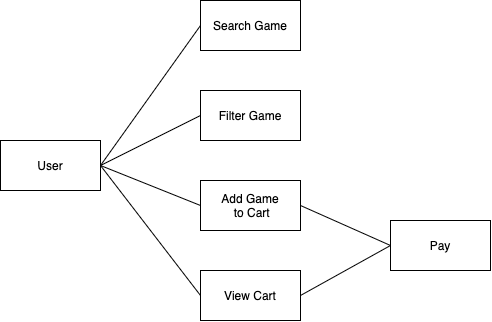 Search Game
Filter Game
User
Add Game
to Cart
Pay
View Cart